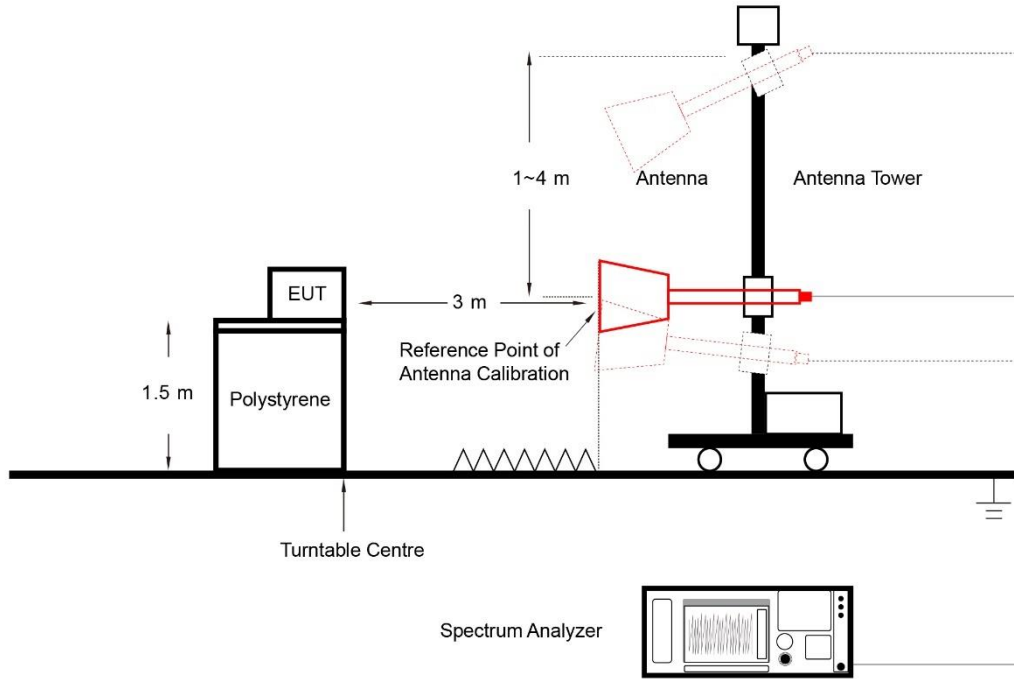 1~4 m
Antenna
Antenna Tower
EUT
3 m
Reference Point of
Antenna Calibration
1.5 m
Polystyrene
Turntable Centre
Spectrum Analyzer